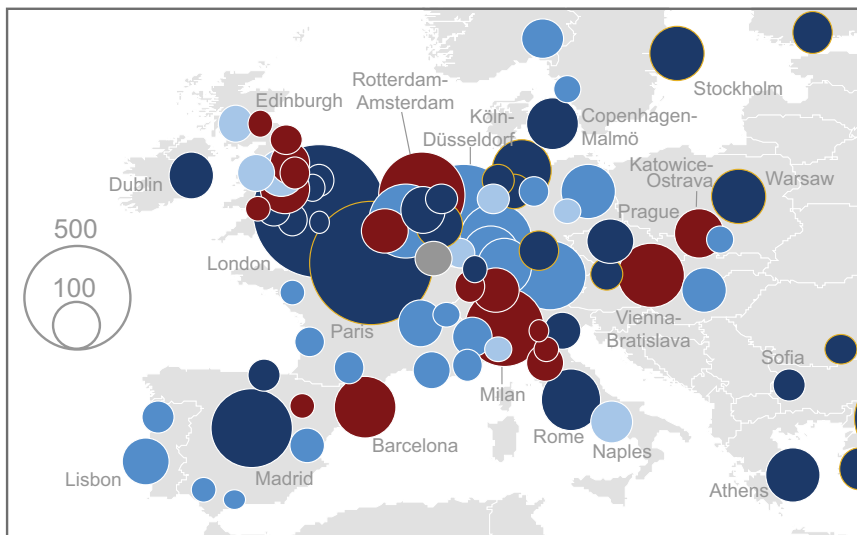 Stockholm
Rotterdam-
Amsterdam
Edinburgh
Köln-
Düsseldorf
Copenhagen-
Malmö
Dublin
Katowice-
Ostrava
Warsaw
Prague
500
100
London
Paris
Vienna-
Bratislava
Sofia
Milan
Barcelona
Rome
Naples
Lisbon
Madrid
Athens